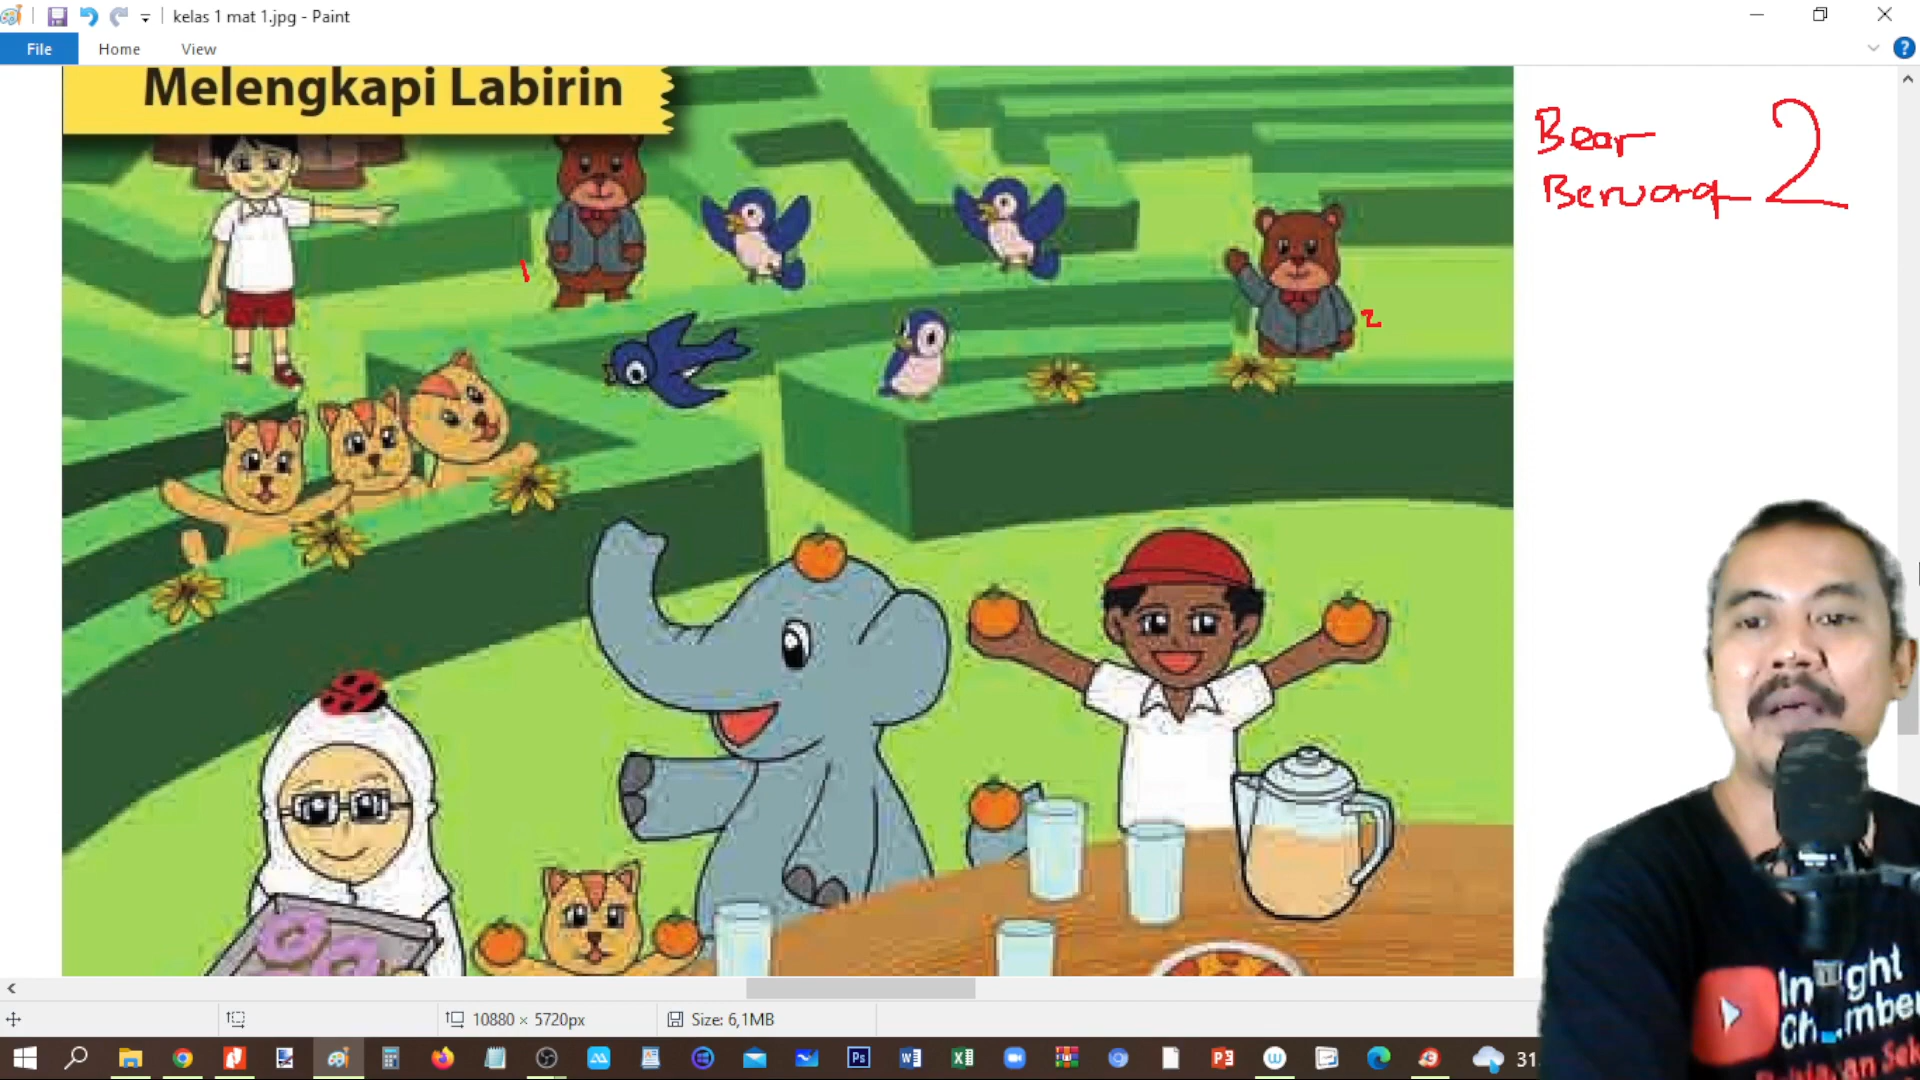 kelas 1 mat 1.jpg - Paint
File Home View
Melengkapi Labirin
Bear 2
Beruang
1
2
10880 × 5720px
Size: 6,1MB
31